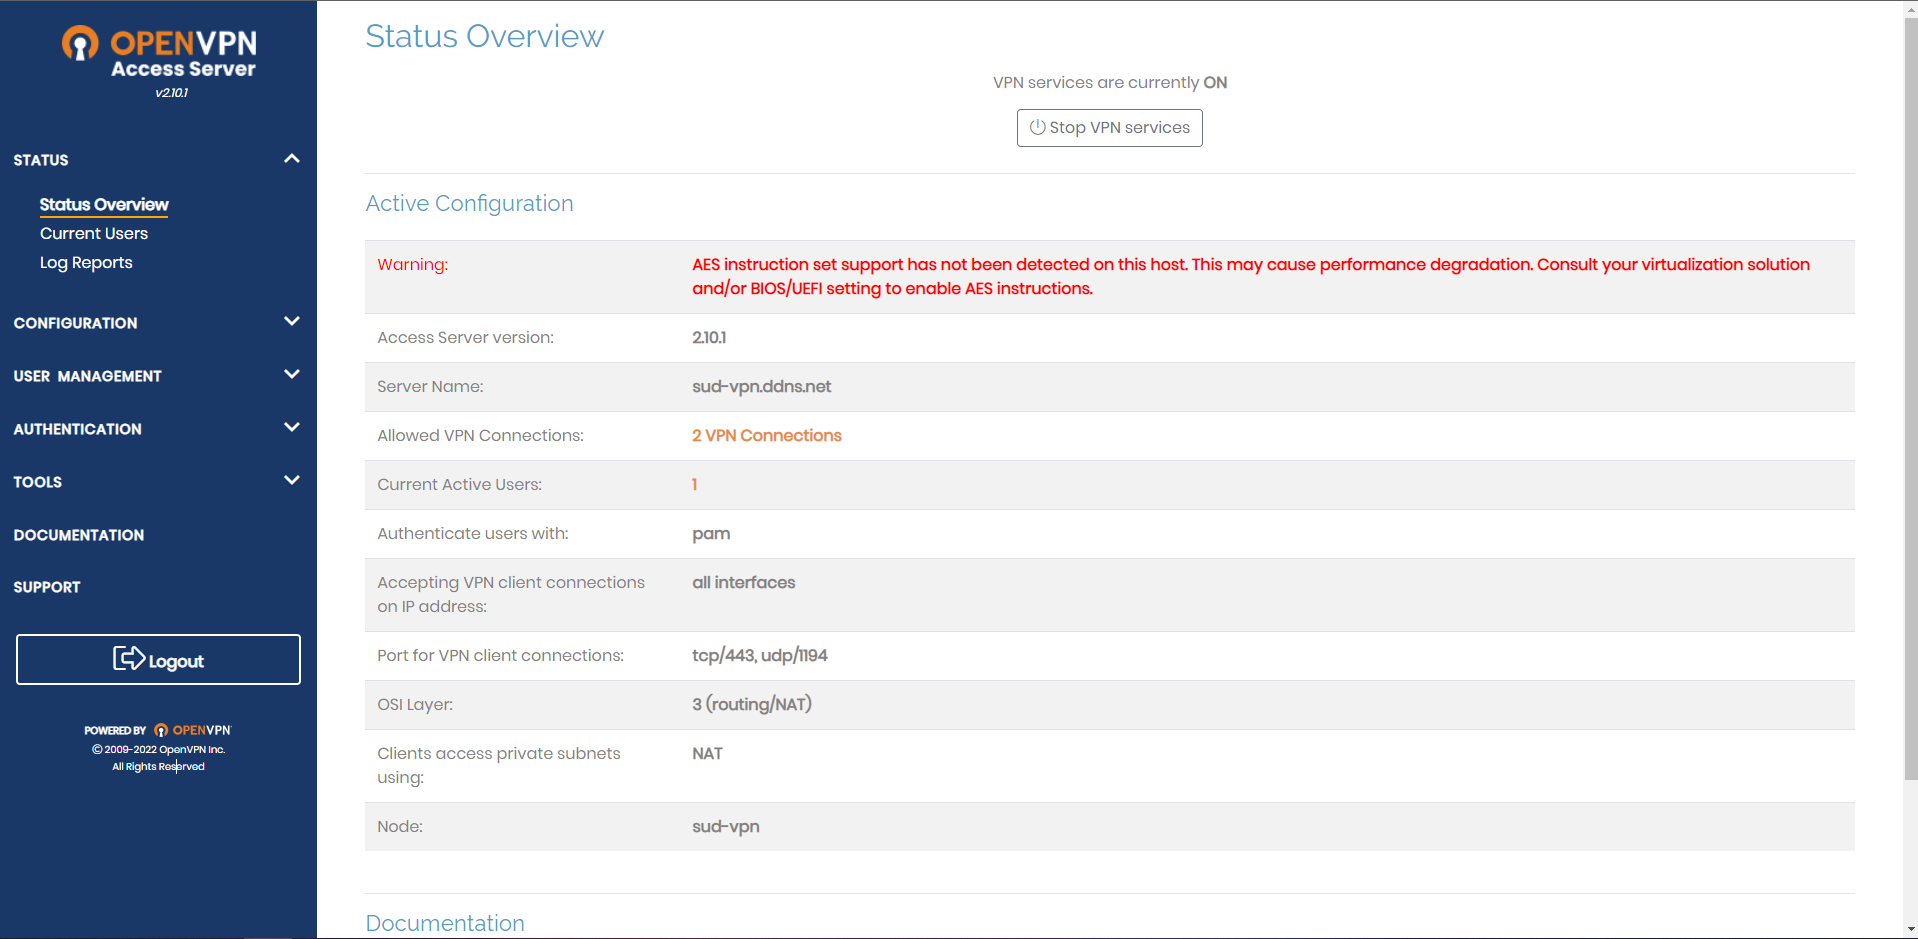 OPENVPN
Access Server
v2.10.1
STATUS
Status Overview
Current Users
Log Reports
CONFIGURATION
USER MANAGEMENT
AUTHENTICATION
TOOLS
DOCUMENTATION
SUPPORT
Logout
POWERED BY OPENVPN
© 2009-2022 OpenVPN Inc.
All Rights Reserved
Status Overview
VPN services are currently ON
Stop VPN services
Active Configuration
Warning: AES instruction set support has not been detected on this host. This may cause performance degradation. Consult your virtualization solution
and/or BIOS/UEFI setting to enable AES instructions.
Access Server version: 2.10.1
Server Name: sud-vpn.ddns.net
Allowed VPN Connections: 2 VPN Connections
Current Active Users: 1
Authenticate users with: pam
Accepting VPN client connections all interfaces
on IP address:
Port for VPN client connections: tcp/443, udp/1194
OSI Layer: 3 (routing/NAT)
Clients access private subnets NAT
using:
Node: sud-vpn
Documentation